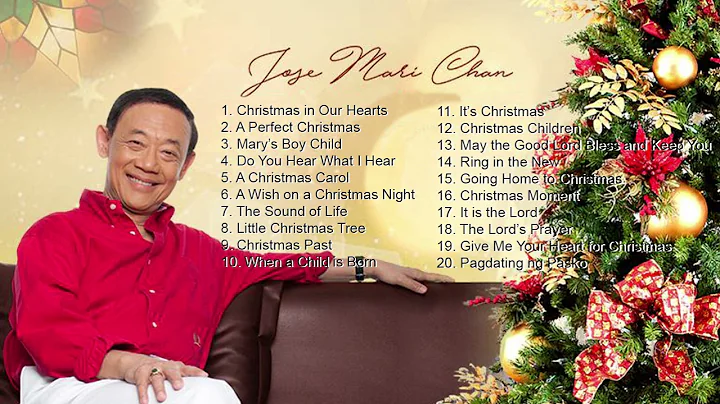 Jose Mari Chan
1. Christmas in Our Hearts
2. A Perfect Christmas
3. Mary's Boy Child
4. Do You Hear What I Hear
5. A Christmas Carol
6. A Wish on a Christmas Night
7. The Sound of Life
8. Little Christmas Tree
9. Christmas Past
10. When a Child is Born
11. It's Christmas
12. Christmas Children
13. May the Good Lord Bless and Keep You
14. Ring in the New
15. Going Home to Christmas
16. Christmas Moment
17. It is the Lord
18. The Lord's Prayer
19. Give Me Your Heart for Christmas
20. Pagdating ng Pasko